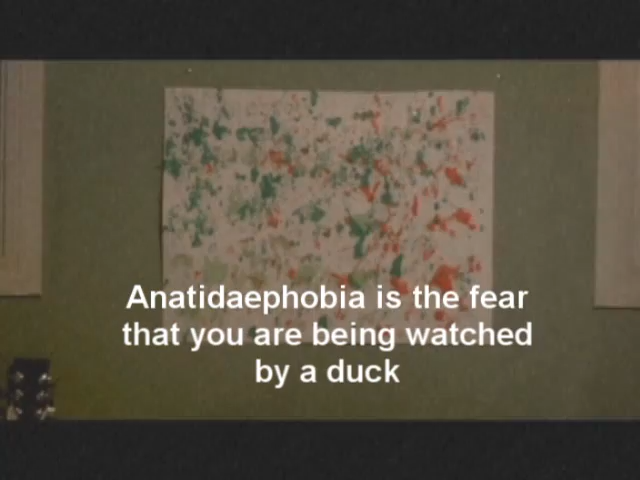 Anatidaephobia is the fear
that you are being watched
by a duck